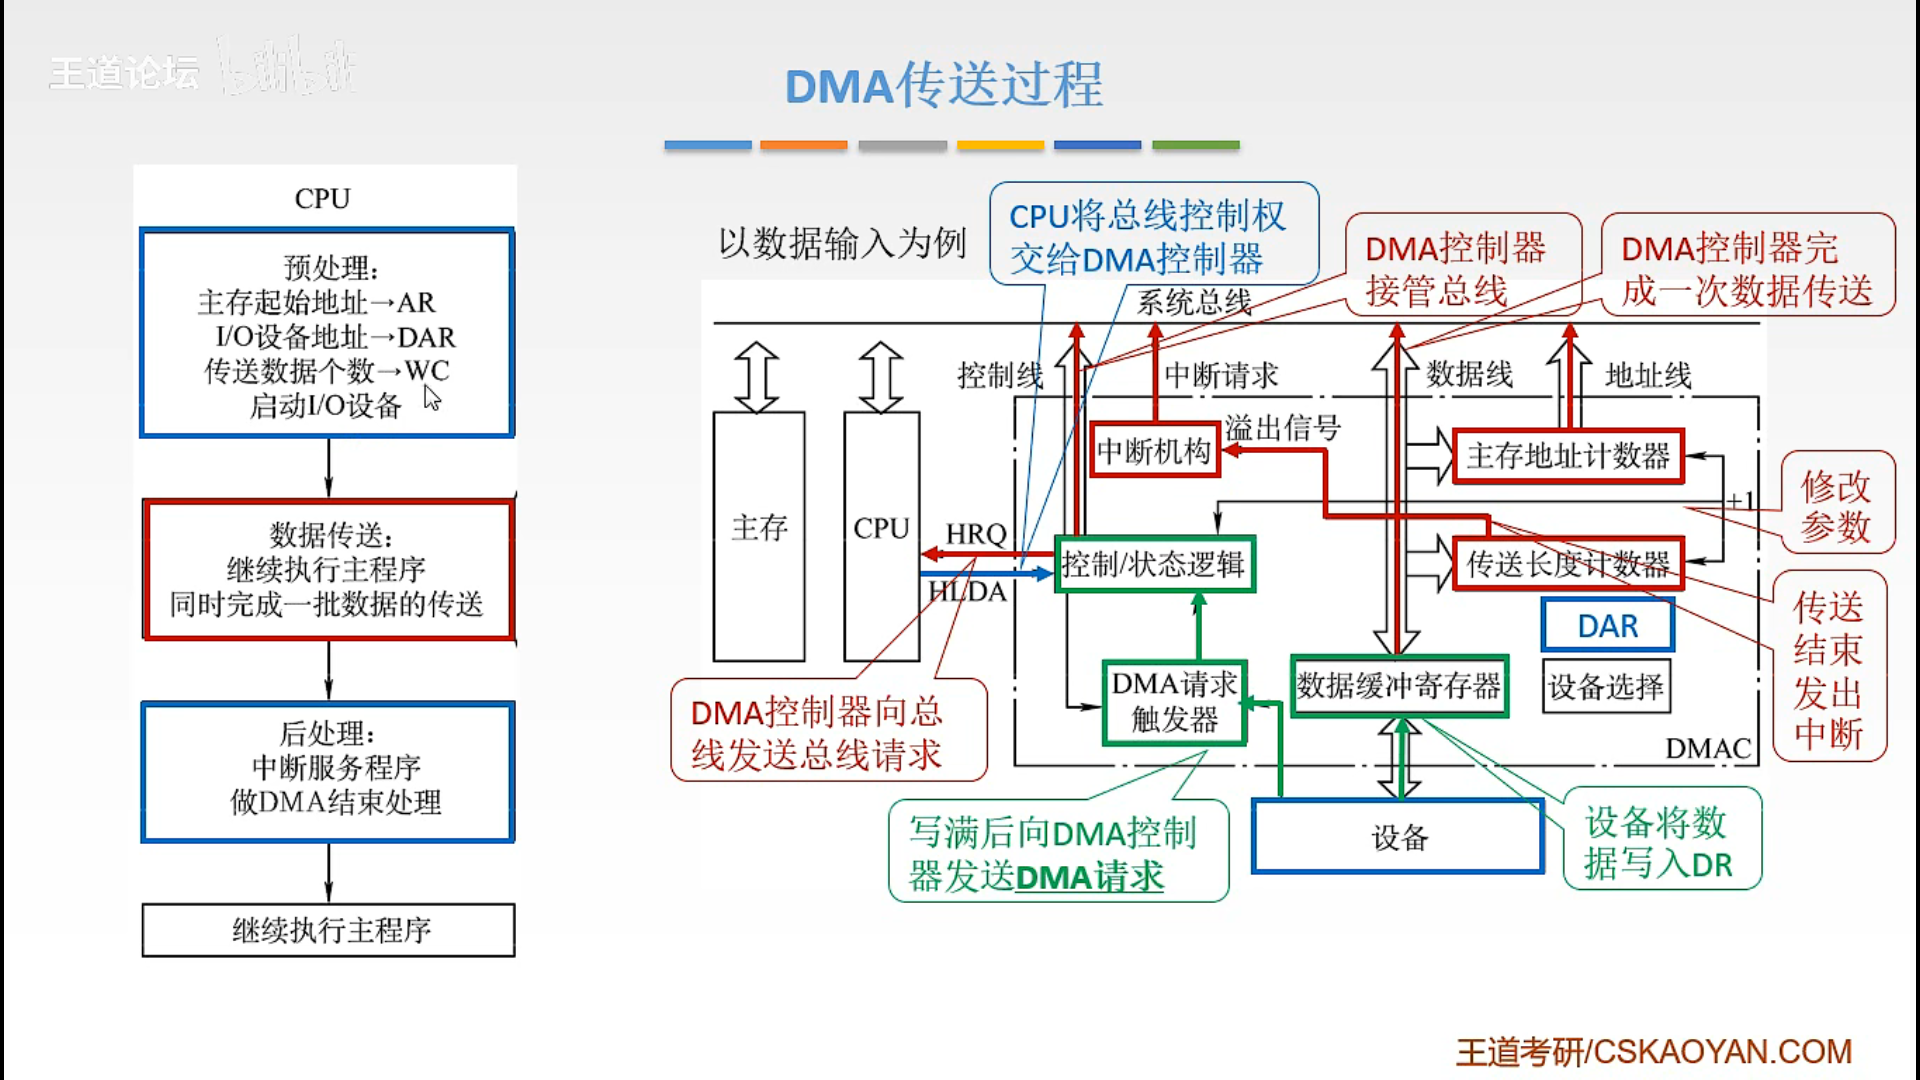 王道论坛 bilibili
DMA传送过程
CPU
预处理：
主存起始地址→AR
I/O设备地址→DAR
传送数据个数→WC
启动I/O设备
数据传送：
继续执行主程序
同时完成一批数据的传送
后处理：
中断服务程序
做DMA结束处理
继续执行主程序
以数据输入为例
CPU将总线控制权
交给DMA控制器
DMA控制器
接管总线
DMA控制器完
成一次数据传送
系统总线
控制线
中断请求
数据线
地址线
中断机构
溢出信号
主存地址计数器
+1
修改
参数
主存
CPU
HRQ
HLDA
控制/状态逻辑
传送长度计数器
DAR
设备选择
传送
结束
发出
中断
DMA请求
触发器
数据缓冲寄存器
DMAC
DMA控制器向总
线发送总线请求
写满后向DMA控制
器发送DMA请求
设备
设备将数
据写入DR
王道考研/CSKAOYAN.COM